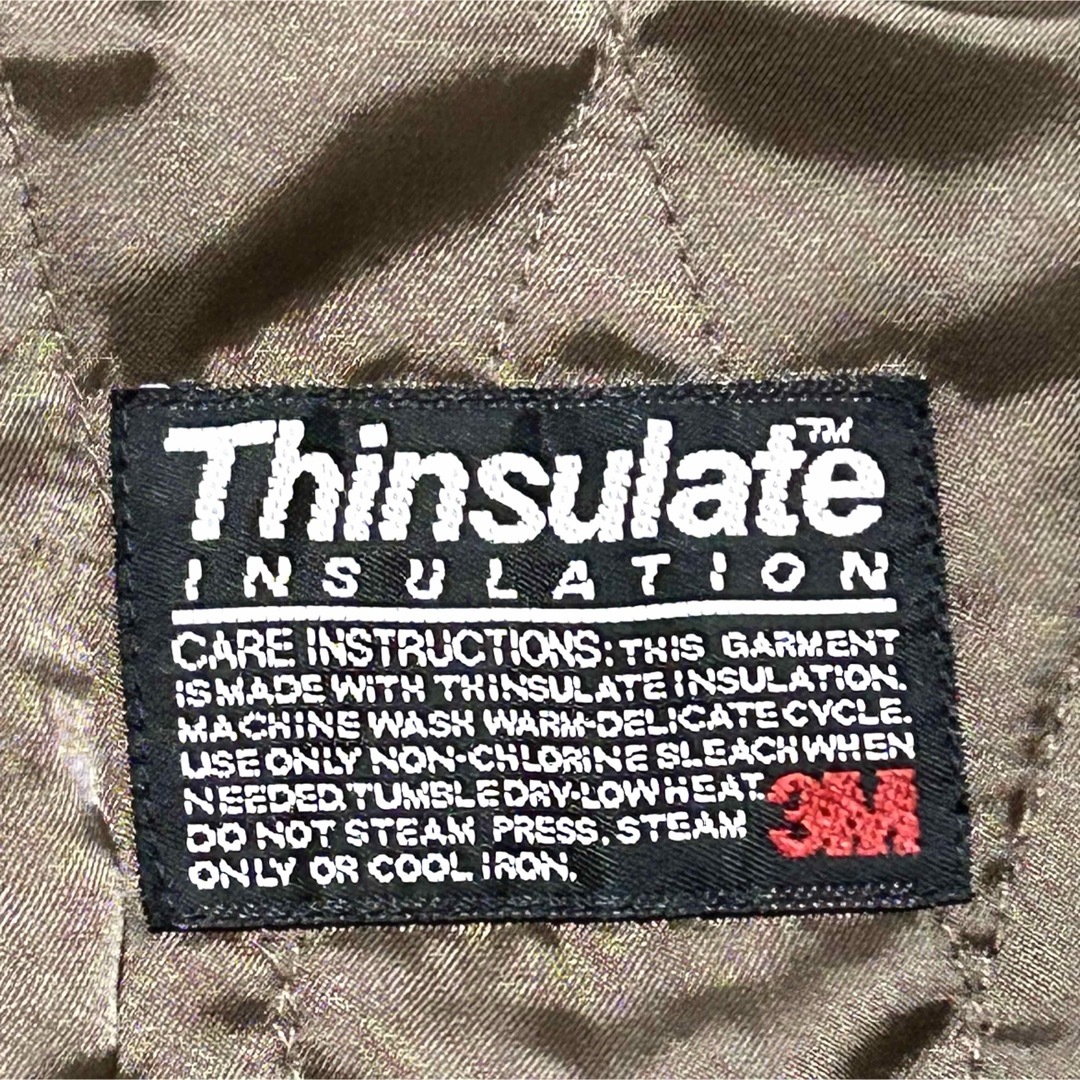 Thinsulate™
INSULATION
CARE INSTRUCTIONS: THIS GARMENT
IS MADE WITH THINSULATE INSULATION.
MACHINE WASH WARM-DELICATE CYCLE.
USE ONLY NON-CHLORINE BLEACH WHEN
NEEDED. TUMBLE DRY-LOW HEAT.
DO NOT STEAM PRESS. STEAM
ONLY OR COOL IRON.
3M